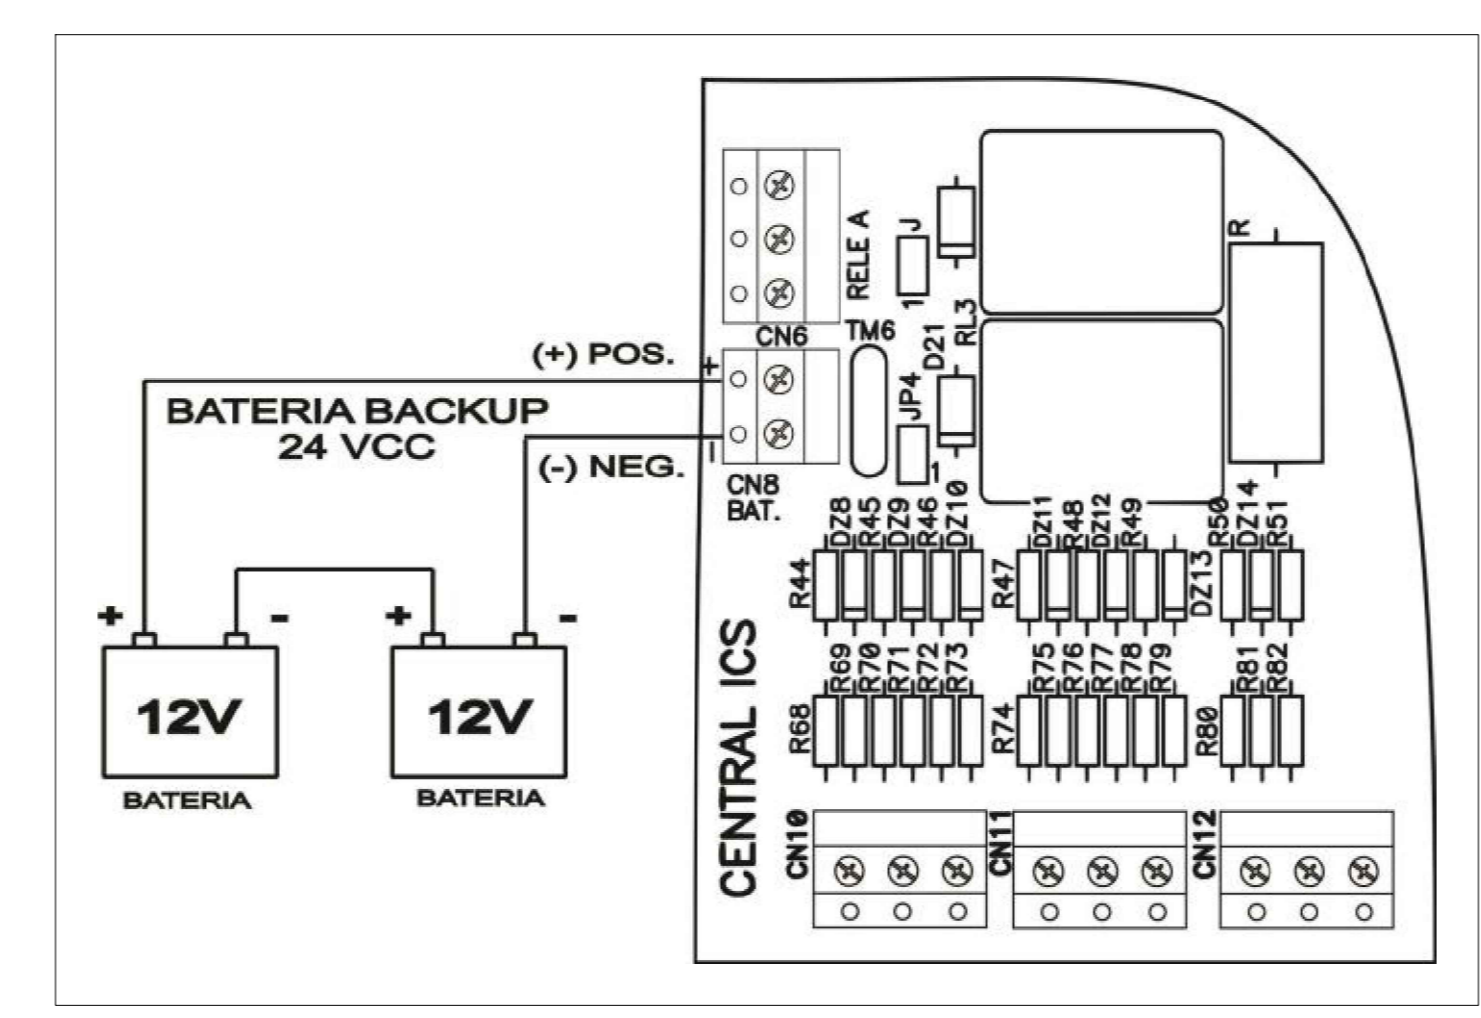 RELE A
CN6
TM6
J
1
D21
RL3
R
(+) POS.
+
BATERIA BACKUP
24 VCC
(-) NEG.
-
JP4
1
CN8
BAT.
R44
DZ8
R45
DZ9
R46
DZ10
R47
DZ11
R48
DZ12
R49
DZ13
R50
DZ14
R51
+
-
+
-
12V
12V
BATERIA
BATERIA
CENTRAL ICS
R68
R69
R70
R71
R72
R73
R74
R75
R76
R77
R78
R79
R80
R81
R82
CN10
CN11
CN12